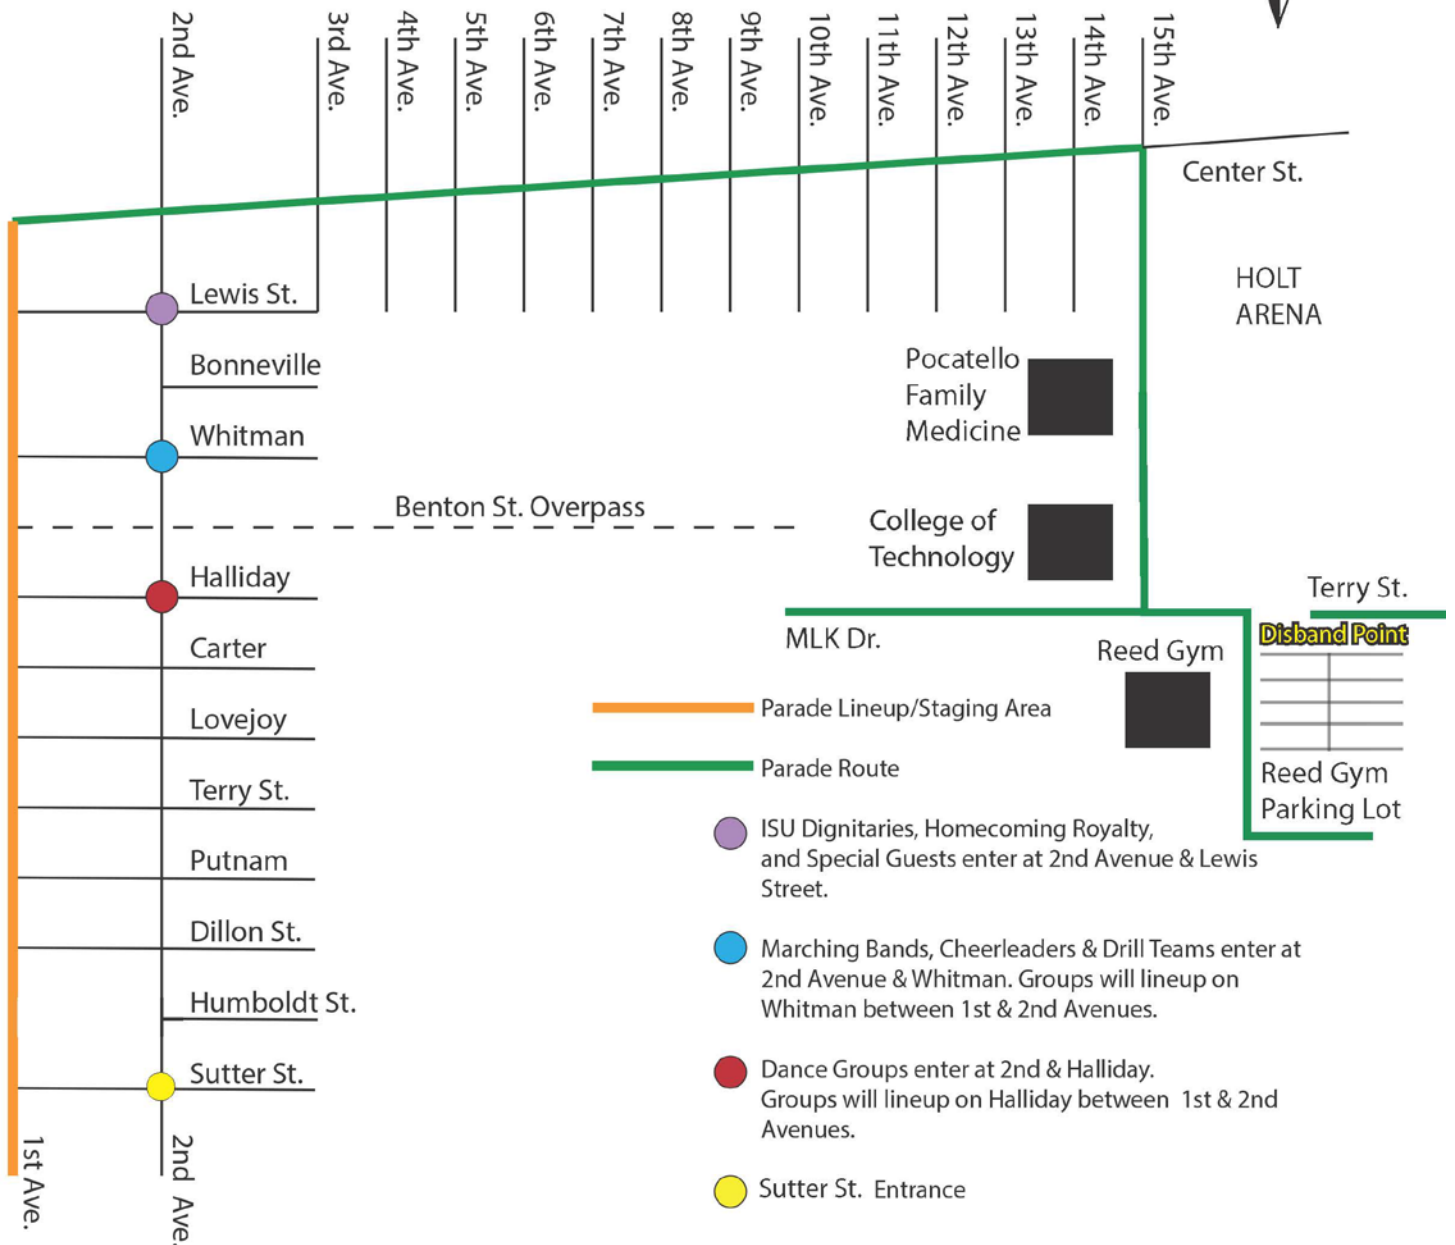 2nd Ave.
3rd Ave.
4th Ave.
5th Ave.
6th Ave.
7th Ave.
8th Ave.
9th Ave.
10th Ave.
11th Ave.
12th Ave.
13th Ave.
14th Ave.
15th Ave.
Center St.
HOLT
ARENA
Lewis St.
Bonneville
Whitman
Benton St. Overpass
Halliday
Carter
Lovejoy
Terry St.
Putnam
Dillon St.
Humboldt St.
Sutter St.
1st Ave.
2nd Ave.
Pocatello
Family
Medicine
College of
Technology
MLK Dr.
Terry St.
Disband Point
Reed Gym
Reed Gym
Parking Lot
Parade Lineup/Staging Area
Parade Route
ISU Dignitaries, Homecoming Royalty,
and Special Guests enter at 2nd Avenue & Lewis
Street.
Marching Bands, Cheerleaders & Drill Teams enter at
2nd Avenue & Whitman. Groups will lineup on
Whitman between 1st & 2nd Avenues.
Dance Groups enter at 2nd & Halliday.
Groups will lineup on Halliday between 1st & 2nd
Avenues.
Sutter St. Entrance